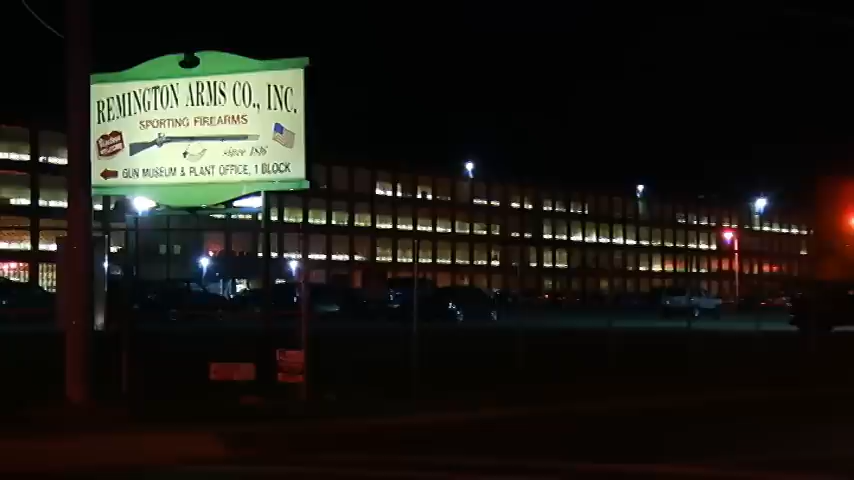 REMINGTON ARMS CO., INC.
SPORTING FIREARMS
since 1816
GUN MUSEUM & PLANT OFFICE, 1 BLOCK